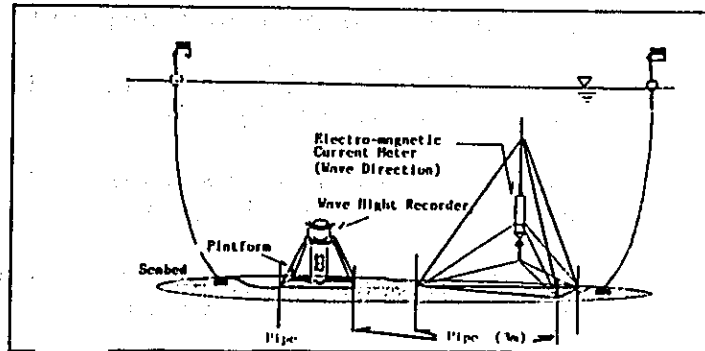 Electro-magnetic
Current Meter
(Wave Direction)
Wave Hight Recorder
Platform
Seabed
Pipe
Pipe (3m)